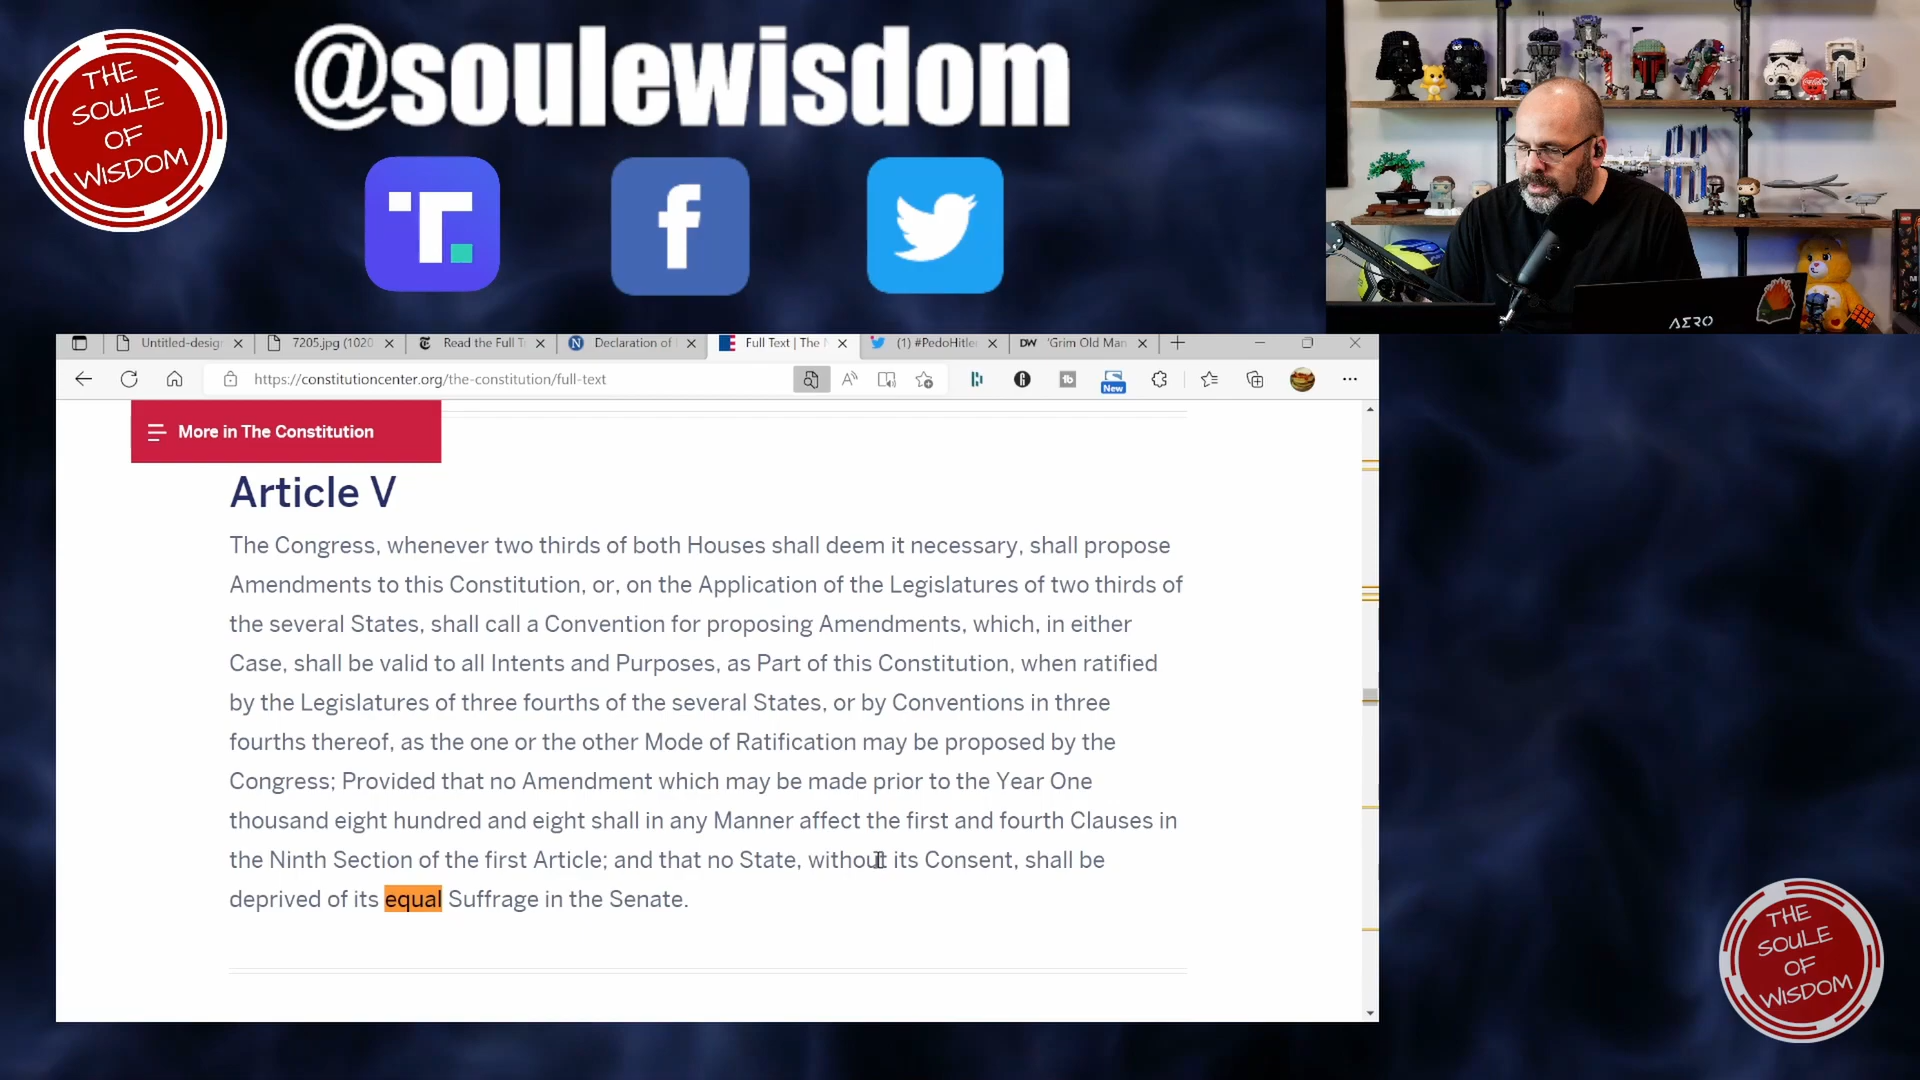 THE
SOULE
OF
WISDOM
@soulewisdom
Untitled-design
7205.jpg (1020
Read the Full T
Declaration of
Full Text | The N
(1) #PedoHitle
DW 'Grim Old Man
https://constitutioncenter.org/the-constitution/full-text
New
More in The Constitution
Article V
The Congress, whenever two thirds of both Houses shall deem it necessary, shall propose
Amendments to this Constitution, or, on the Application of the Legislatures of two thirds of
the several States, shall call a Convention for proposing Amendments, which, in either
Case, shall be valid to all Intents and Purposes, as Part of this Constitution, when ratified
by the Legislatures of three fourths of the several States, or by Conventions in three
fourths thereof, as the one or the other Mode of Ratification may be proposed by the
Congress; Provided that no Amendment which may be made prior to the Year One
thousand eight hundred and eight shall in any Manner affect the first and fourth Clauses in
the Ninth Section of the first Article; and that no State, without its Consent, shall be
deprived of its equal Suffrage in the Senate.
AERO
THE
SOULE
OF
WISDOM